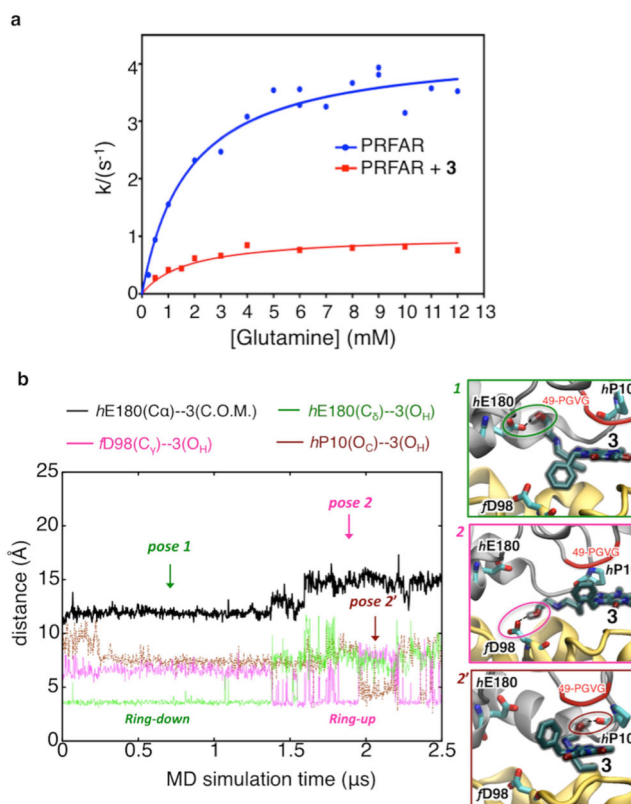 a
k/(s⁻¹)
4
3
2
1
0
PRFAR
PRFAR + 3
0 1 2 3 4 5 6 7 8 9 10 11 12 13
[Glutamine] (mM)
b
hE180(Cα)--3(C.O.M.)
hE180(Cδ)--3(OH)
fD98(Cγ)--3(OH)
hP10(OC)--3(OH)
distance (Å)
25
20
15
10
5
0
pose 1
pose 2
pose 2'
Ring-down
Ring-up
0 0.5 1 1.5 2 2.5
MD simulation time (μs)
1
hE180
hP10
49-PGVG
3
fD98
2
hE180
49-PGVG
hP1
3
fD98
2'
hE180
49-PGVG
hP10
3
fD98